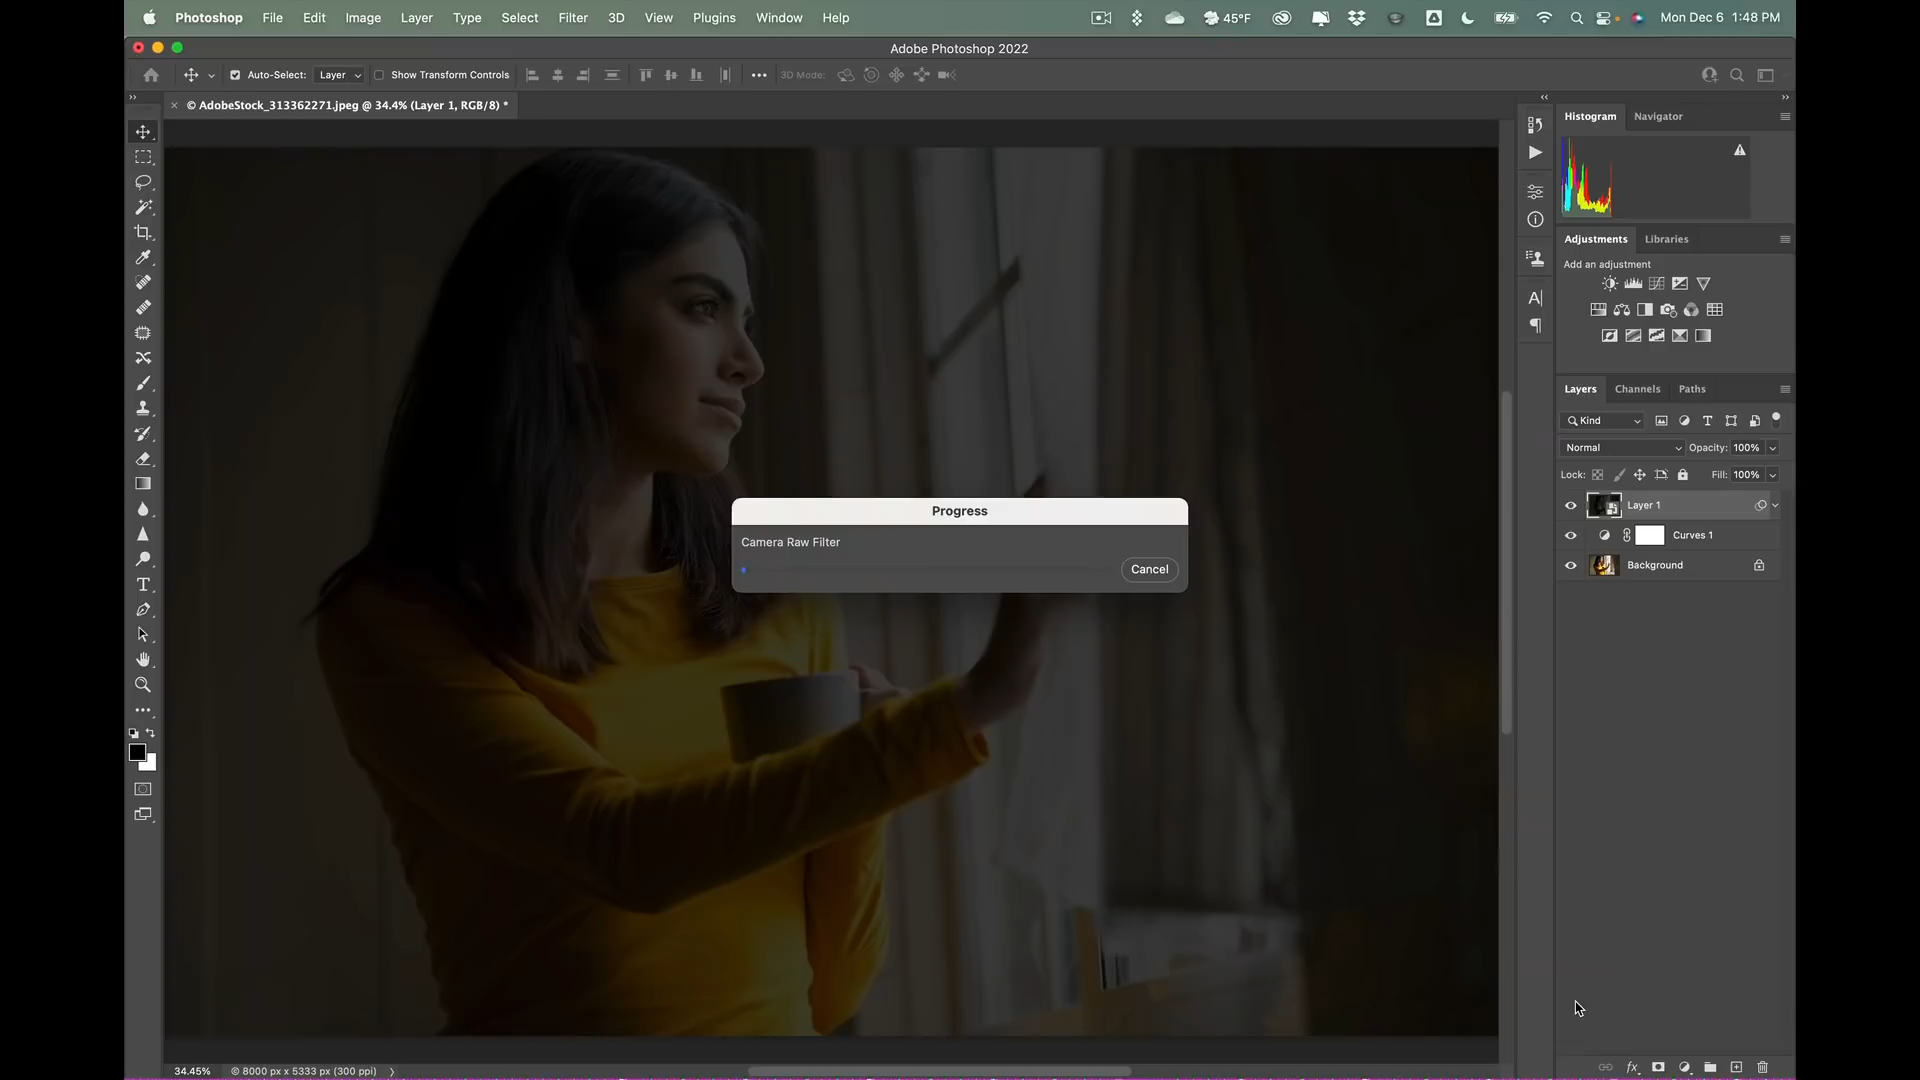 Photoshop File Edit Image Layer Type Select Filter 3D View Plugins Window Help 45°F Mon Dec 6 1:48 PM
Adobe Photoshop 2022
Auto-Select: Layer Show Transform Controls ••• 3D Mode:
× © AdobeStock_313362271.jpeg @ 34.4% (Layer 1, RGB/8) *
Histogram Navigator
Adjustments Libraries
Add an adjustment
Layers Channels Paths
Kind
Normal Opacity: 100%
Lock: Fill: 100%
Layer 1
Curves 1
Background
Progress
Camera Raw Filter
Cancel
34.45% © 8000 px x 5333 px (300 ppi)